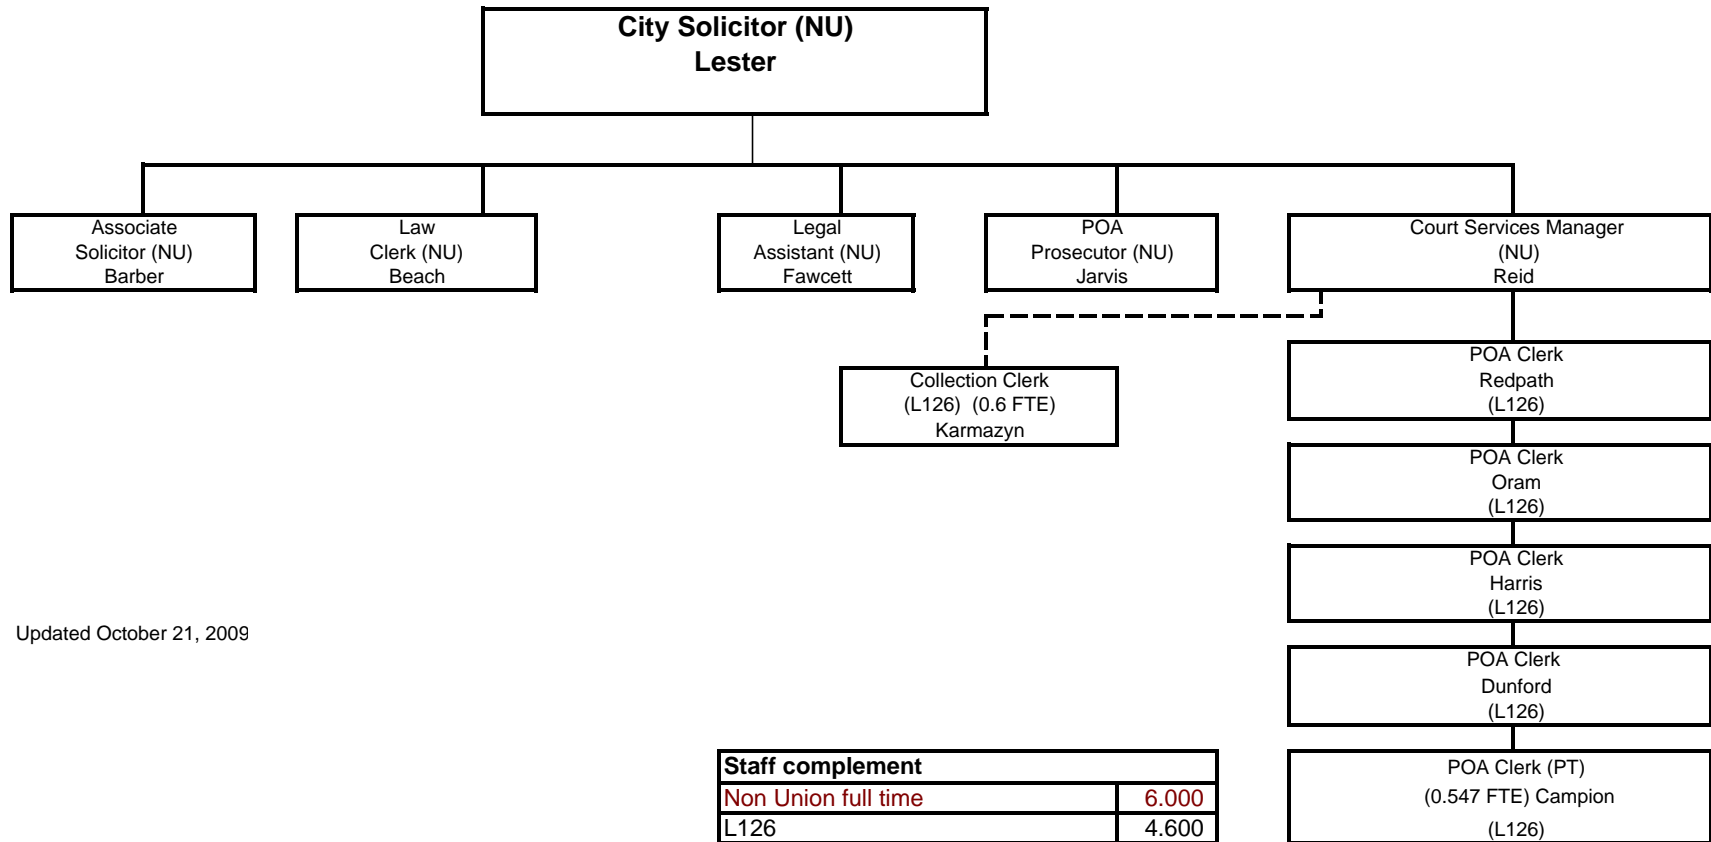 City Solicitor (NU)
Lester
Associate
Solicitor (NU)
Barber
Law
Clerk (NU)
Beach
Legal
Assistant (NU)
Fawcett
POA
Prosecutor (NU)
Jarvis
Court Services Manager
(NU)
Reid
Collection Clerk
(L126) (0.6 FTE)
Karmazyn
POA Clerk
Redpath
(L126)
POA Clerk
Oram
(L126)
POA Clerk
Harris
(L126)
Updated October 21, 2009
POA Clerk
Dunford
(L126)
Staff complement
Non Union full time 6.000
L126 4.600
POA Clerk (PT)
(0.547 FTE) Campion
(L126)